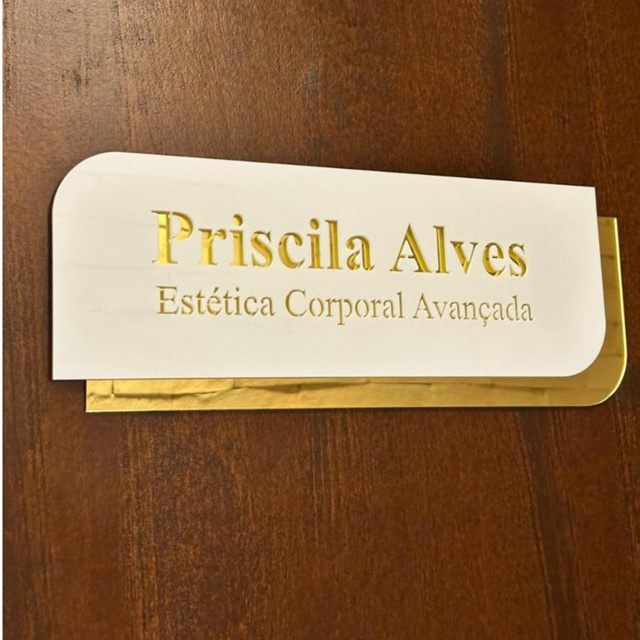 Priscila Alves
Estética Corporal Avançada